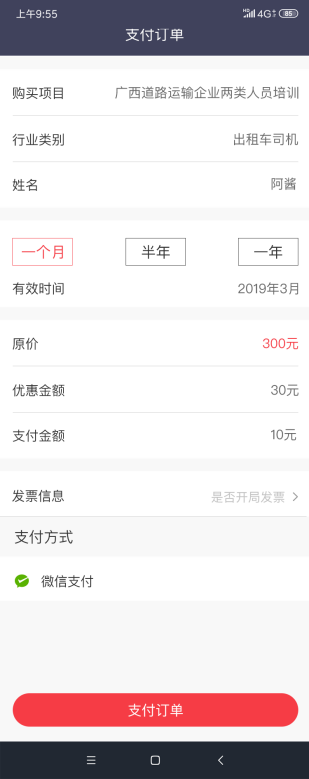 上午9:55
4G
85
支付订单
购买项目 广西道路运输企业两类人员培训
行业类别 出租车司机
姓名 阿酱
一个月 半年 一年
有效时间 2019年3月
原价 300元
优惠金额 30元
支付金额 10元
发票信息 是否开局发票
支付方式
微信支付
支付订单